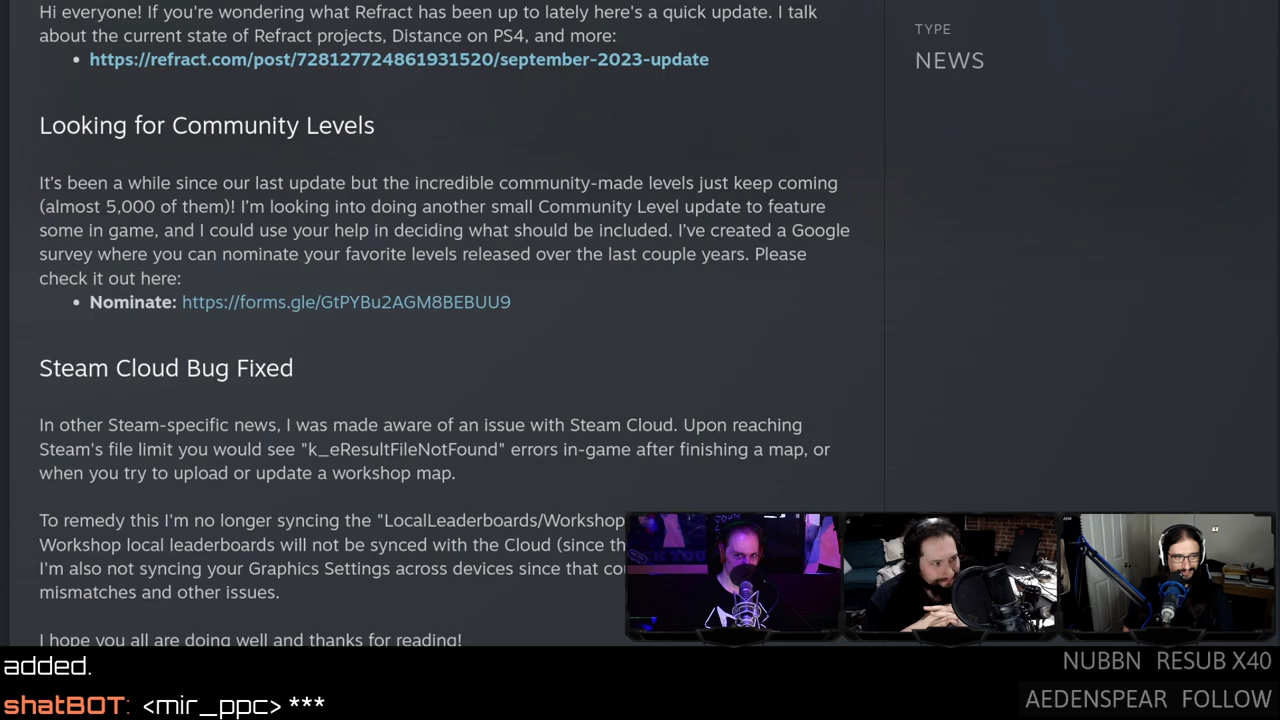 Hi everyone! If you're wondering what Refract has been up to lately here's a quick update. I talk
about the current state of Refract projects, Distance on PS4, and more:
• https://refract.com/post/728127724861931520/september-2023-update
TYPE
NEWS
Looking for Community Levels
It's been a while since our last update but the incredible community-made levels just keep coming
(almost 5,000 of them)! I'm looking into doing another small Community Level update to feature
some in game, and I could use your help in deciding what should be included. I've created a Google
survey where you can nominate your favorite levels released over the last couple years. Please
check it out here:
• Nominate: https://forms.gle/GtPYBu2AGM8BEBUU9
Steam Cloud Bug Fixed
In other Steam-specific news, I was made aware of an issue with Steam Cloud. Upon reaching
Steam's file limit you would see "k_eResultFileNotFound" errors in-game after finishing a map, or
when you try to upload or update a workshop map.
To remedy this I'm no longer syncing the "LocalLeaderboards/Workshop
Workshop local leaderboards will not be synced with the Cloud (since th
I'm also not syncing your Graphics Settings across devices since that co
mismatches and other issues.
I hope you all are doing well and thanks for reading!
added.
shatBOT: <mir_ppc> ***
NUBBN RESUB X40
AEDENSPEAR FOLLOW